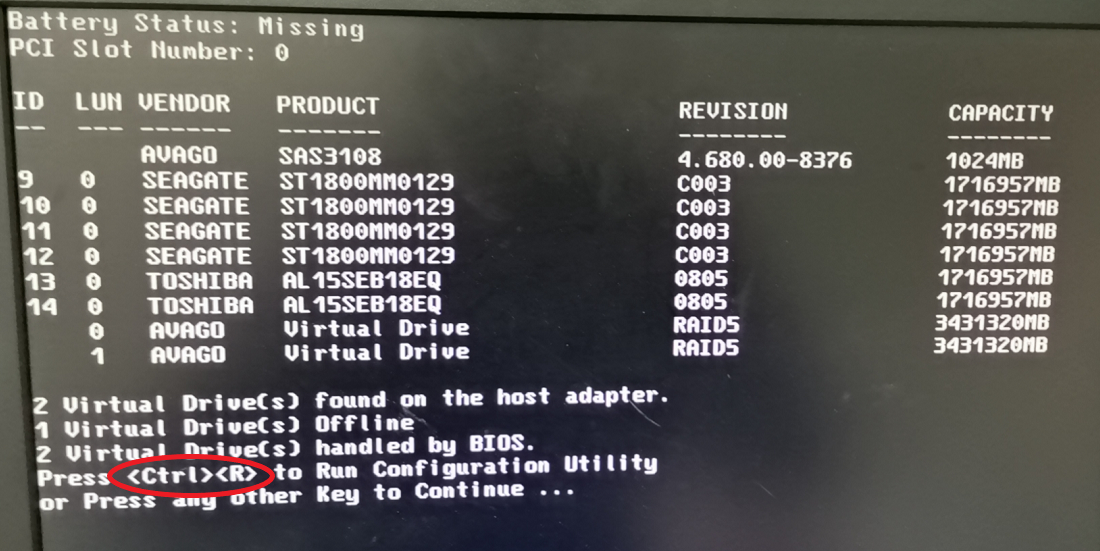 Battery Status: Missing
PCI Slot Number: 0
ID LUN VENDOR PRODUCT REVISION CAPACITY
-- --- ------ ------- -------- --------
AVAGO SAS3108 4.680.00-8376 1024MB
9 0 SEAGATE ST1800MM0129 C003 1716957MB
10 0 SEAGATE ST1800MM0129 C003 1716957MB
11 0 SEAGATE ST1800MM0129 C003 1716957MB
12 0 SEAGATE ST1800MM0129 C003 1716957MB
13 0 TOSHIBA AL15SEB18EQ 0805 1716957MB
14 0 TOSHIBA AL15SEB18EQ 0805 1716957MB
0 AVAGO Virtual Drive RAID5 3431320MB
1 AVAGO Virtual Drive RAID5 3431320MB
2 Virtual Drive(s) found on the host adapter.
1 Virtual Drive(s) Offline
2 Virtual Drive(s) handled by BIOS.
Press <Ctrl><R> to Run Configuration Utility
or Press any other Key to Continue ...